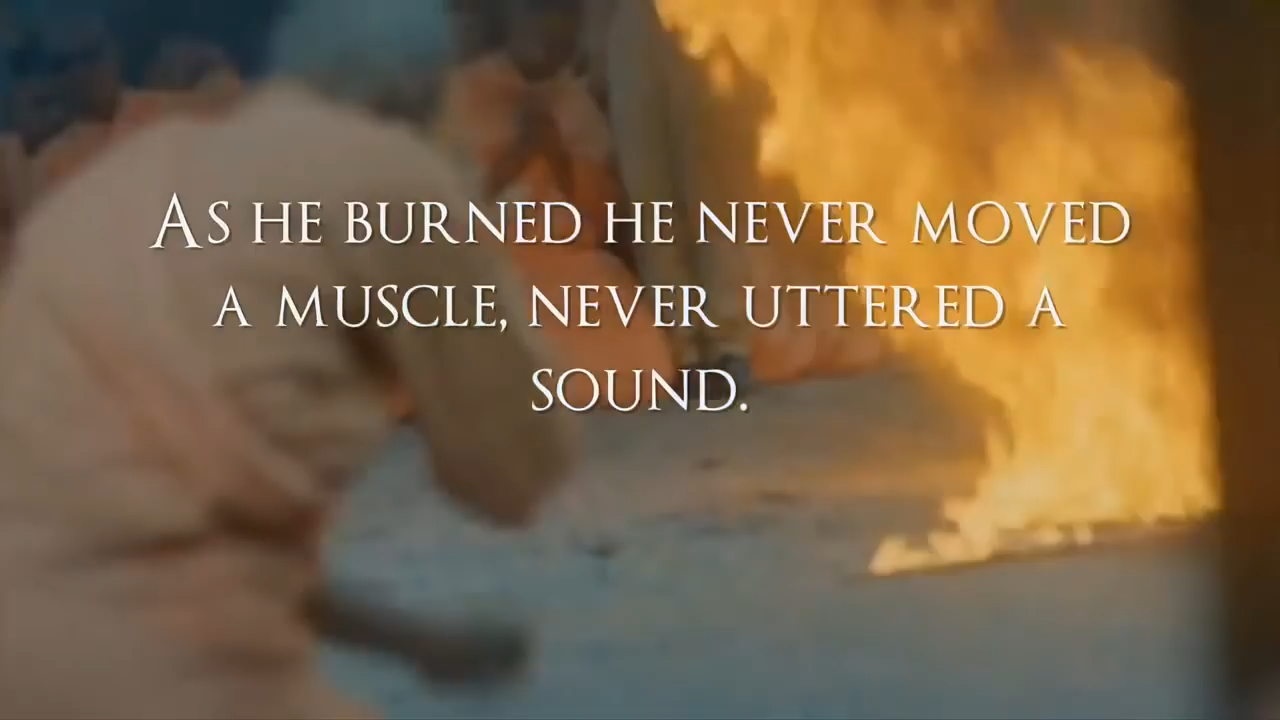 As he burned he never moved
a muscle, never uttered a
sound.